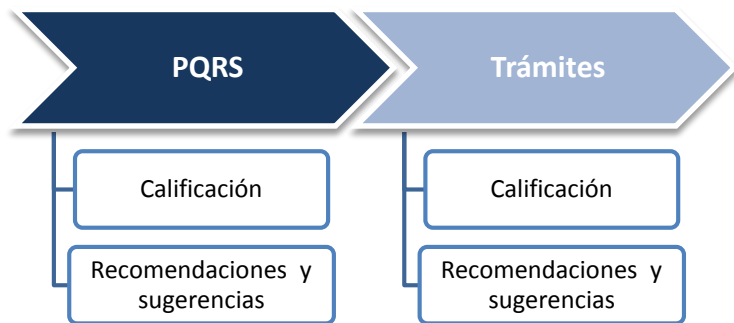 PQRS
Calificación
Recomendaciones y
sugerencias
Trámites
Calificación
Recomendaciones y
sugerencias